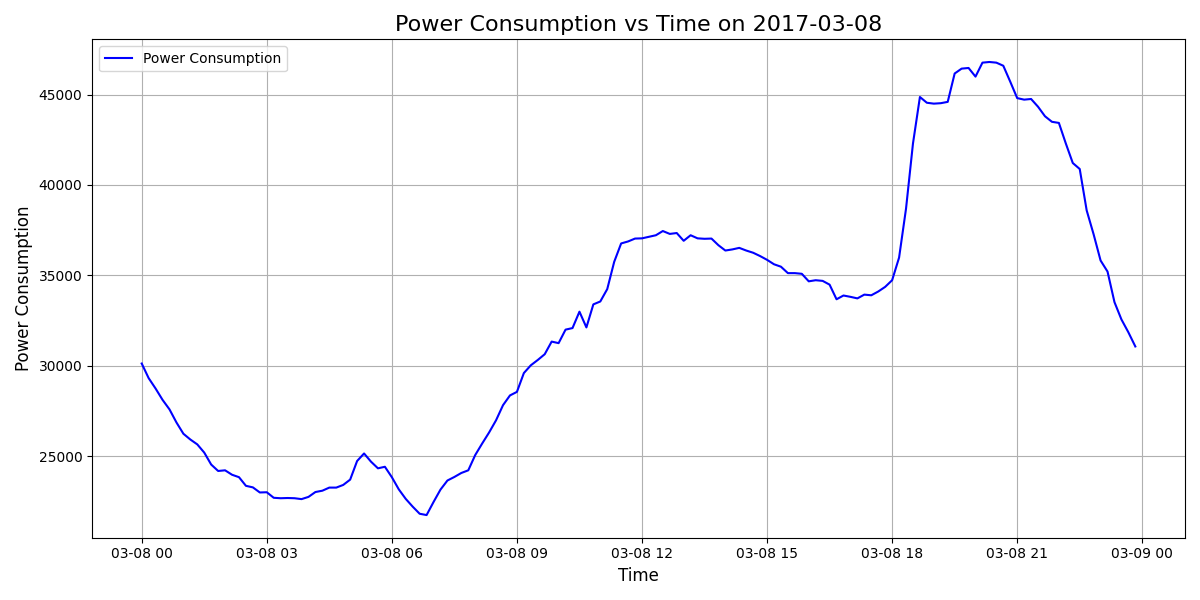 Power Consumption vs Time on 2017-03-08
Power Consumption
45000
40000
35000
30000
25000
Power Consumption
03-08 00 03-08 03 03-08 06 03-08 09 03-08 12 03-08 15 03-08 18 03-08 21 03-09 00
Time